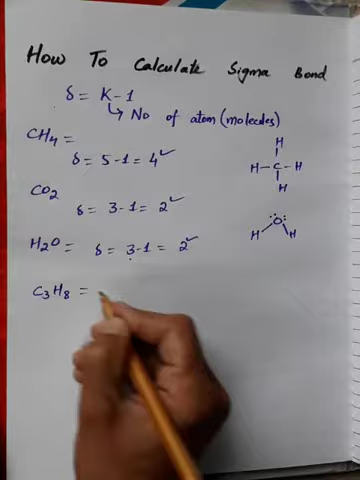 How To Calculate Sigma Bond
δ = K-1
↳ No of atom (molecules)
CH₄ =
δ = 5-1 = 4 ✓
CO₂
δ = 3-1 = 2 ✓
H₂O = δ = 3-1 = 2 ✓
C₃H₈ =
H
H-C-H
H
O
H H